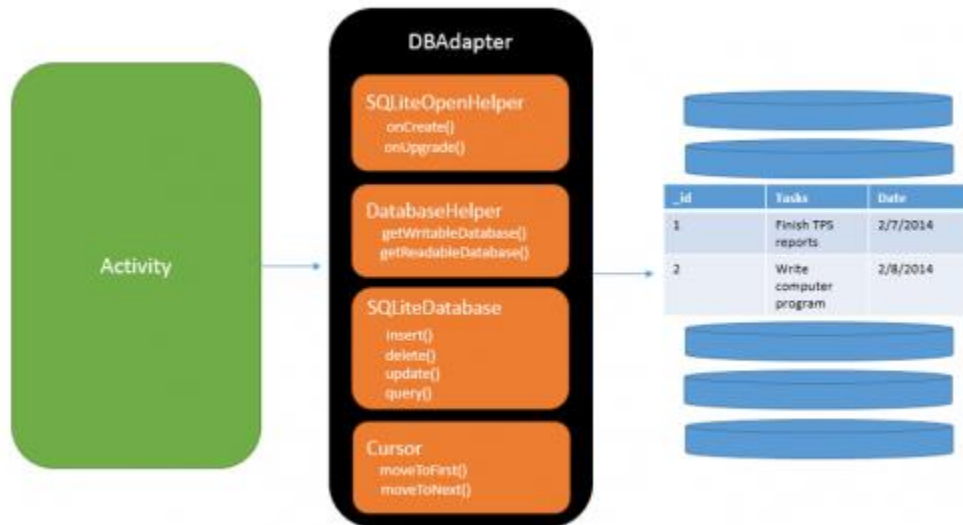 Activity
DBAdapter
SQLiteOpenHelper
onCreate()
onUpgrade()
DatabaseHelper
getWritableDatabase()
getReadableDatabase()
SQLiteDatabase
insert()
delete()
update()
query()
Cursor
moveToFirst()
moveToNext()
_id Tasks Date
1 Finish TPS 2/7/2014
reports
2 Write 2/8/2014
computer
program